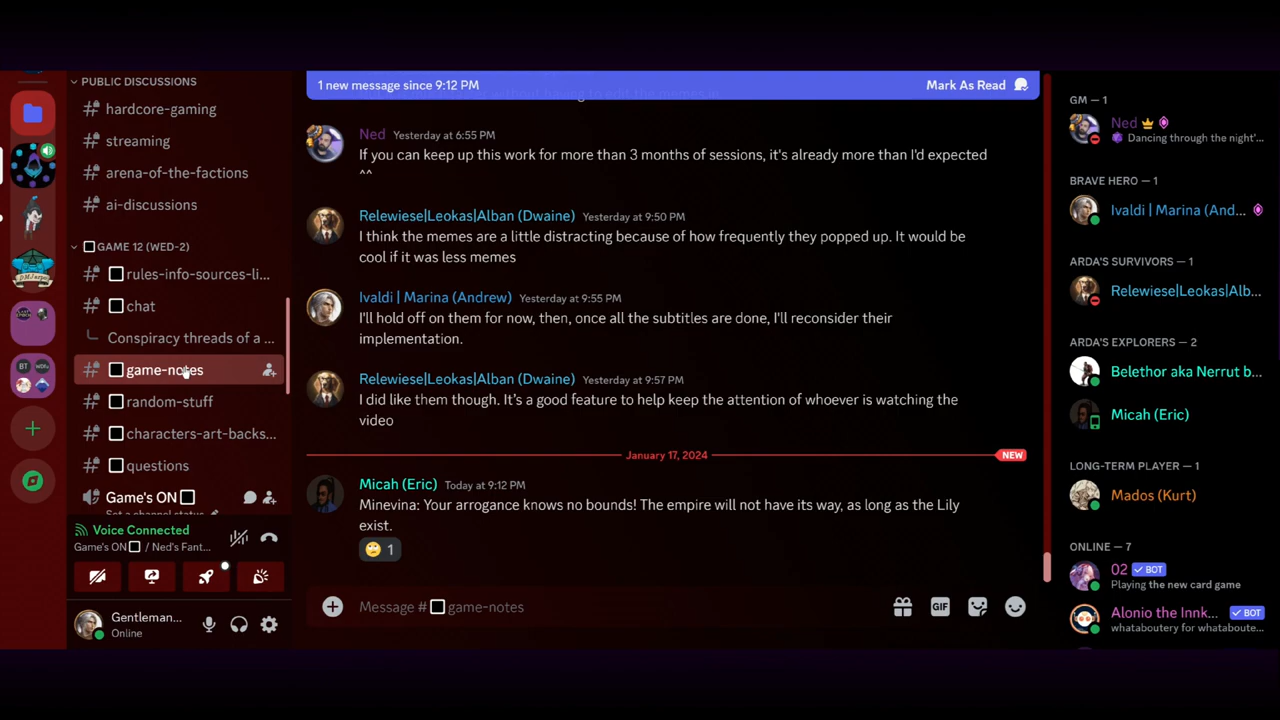 PUBLIC DISCUSSIONS
hardcore-gaming
streaming
arena-of-the-factions
ai-discussions
GAME 12 (WED-2)
rules-info-sources-li...
chat
Conspiracy threads of a ...
game-notes
random-stuff
characters-art-backs...
questions
Game's ON
Set a channel status
Voice Connected
Game's ON / Ned's Fant...
Gentleman...
Online
1 new message since 9:12 PM
Mark As Read
Ned Yesterday at 6:55 PM
If you can keep up this work for more than 3 months of sessions, it's already more than I'd expected
^^
Relewiese|Leokas|Alban (Dwaine) Yesterday at 9:50 PM
I think the memes are a little distracting because of how frequently they popped up. It would be
cool if it was less memes
Ivaldi | Marina (Andrew) Yesterday at 9:55 PM
I'll hold off on them for now, then, once all the subtitles are done, I'll reconsider their
implementation.
Relewiese|Leokas|Alban (Dwaine) Yesterday at 9:57 PM
I did like them though. It's a good feature to help keep the attention of whoever is watching the
video
January 17, 2024
NEW
Micah (Eric) Today at 9:12 PM
Minevina: Your arrogance knows no bounds! The empire will not have its way, as long as the Lily
exist.
1
Message # game-notes
GIF
GM — 1
Ned
Dancing through the night'...
BRAVE HERO — 1
Ivaldi | Marina (And...
ARDA'S SURVIVORS — 1
Relewiese|Leokas|Alb...
ARDA'S EXPLORERS — 2
Belethor aka Nerrut b...
Micah (Eric)
LONG-TERM PLAYER — 1
Mados (Kurt)
ONLINE — 7
02 BOT
Playing the new card game
Alonio the Innk... BOT
whataboutery for whataboute...